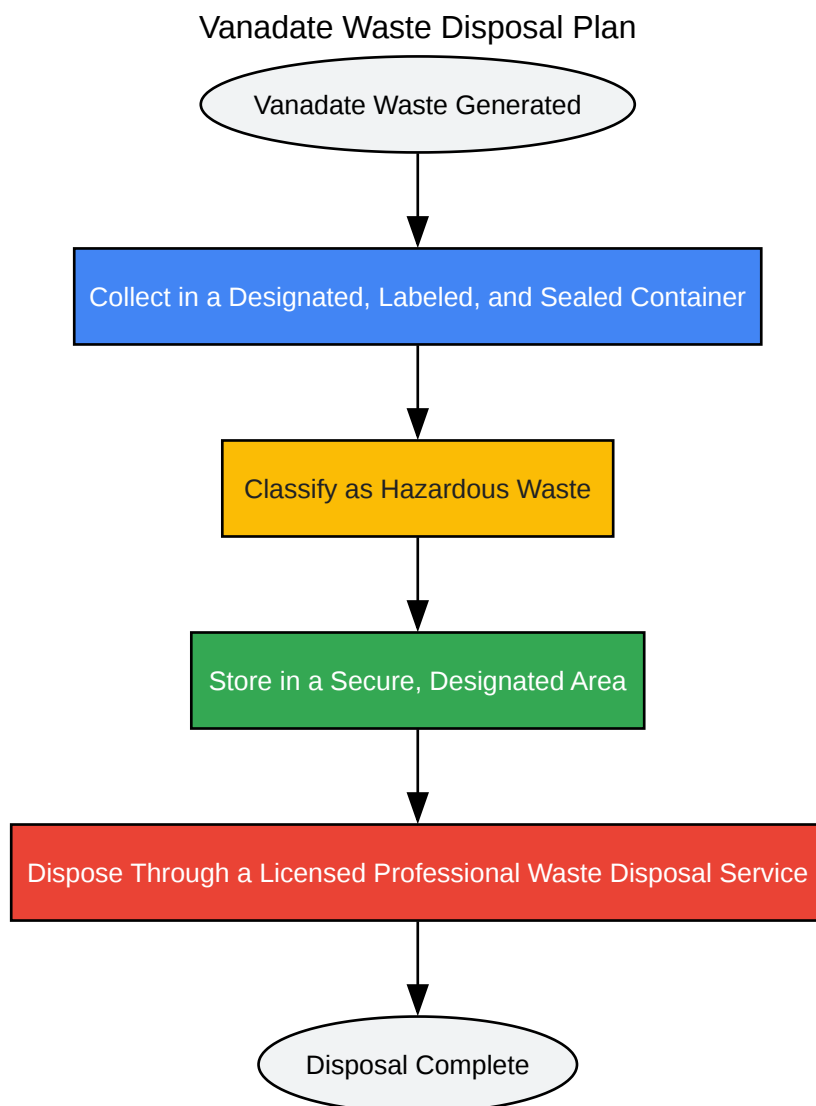 Vanadate Waste Disposal Plan
Vanadate Waste Generated
Collect in a Designated, Labeled, and Sealed Container
Classify as Hazardous Waste
Store in a Secure, Designated Area
Dispose Through a Licensed Professional Waste Disposal Service
Disposal Complete